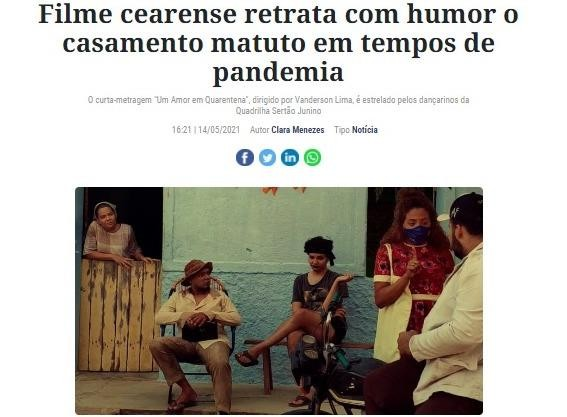 Filme cearense retrata com humor o
casamento matuto em tempos de
pandemia
O curta-metragem "Um Amor em Quarentena", dirigido por Vanderson Lima, é estrelado pelos dançarinos da
Quadrilha Sertão Junino
16:21 | 14/05/2021 Autor Clara Menezes Tipo Notícia